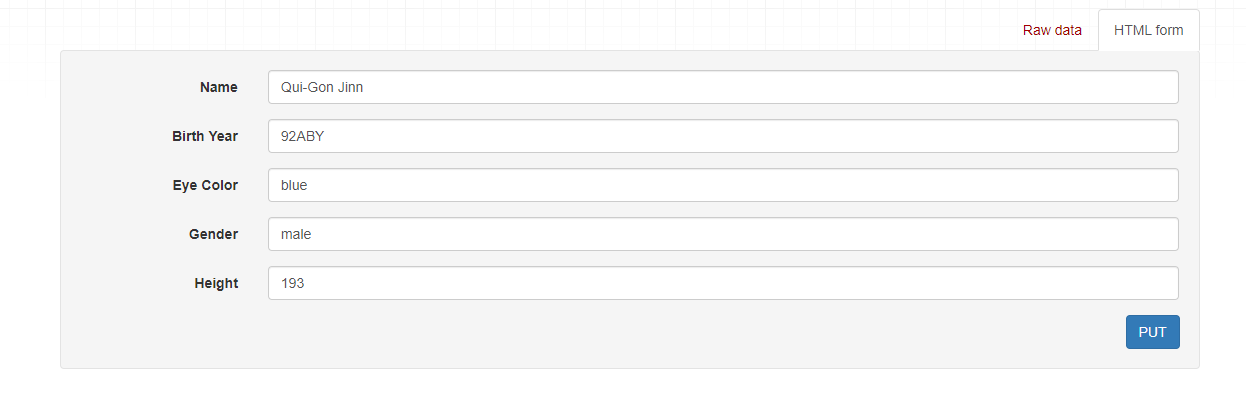 Raw data HTML form
Name Qui-Gon Jinn
Birth Year 92ABY
Eye Color blue
Gender male
Height 193
PUT